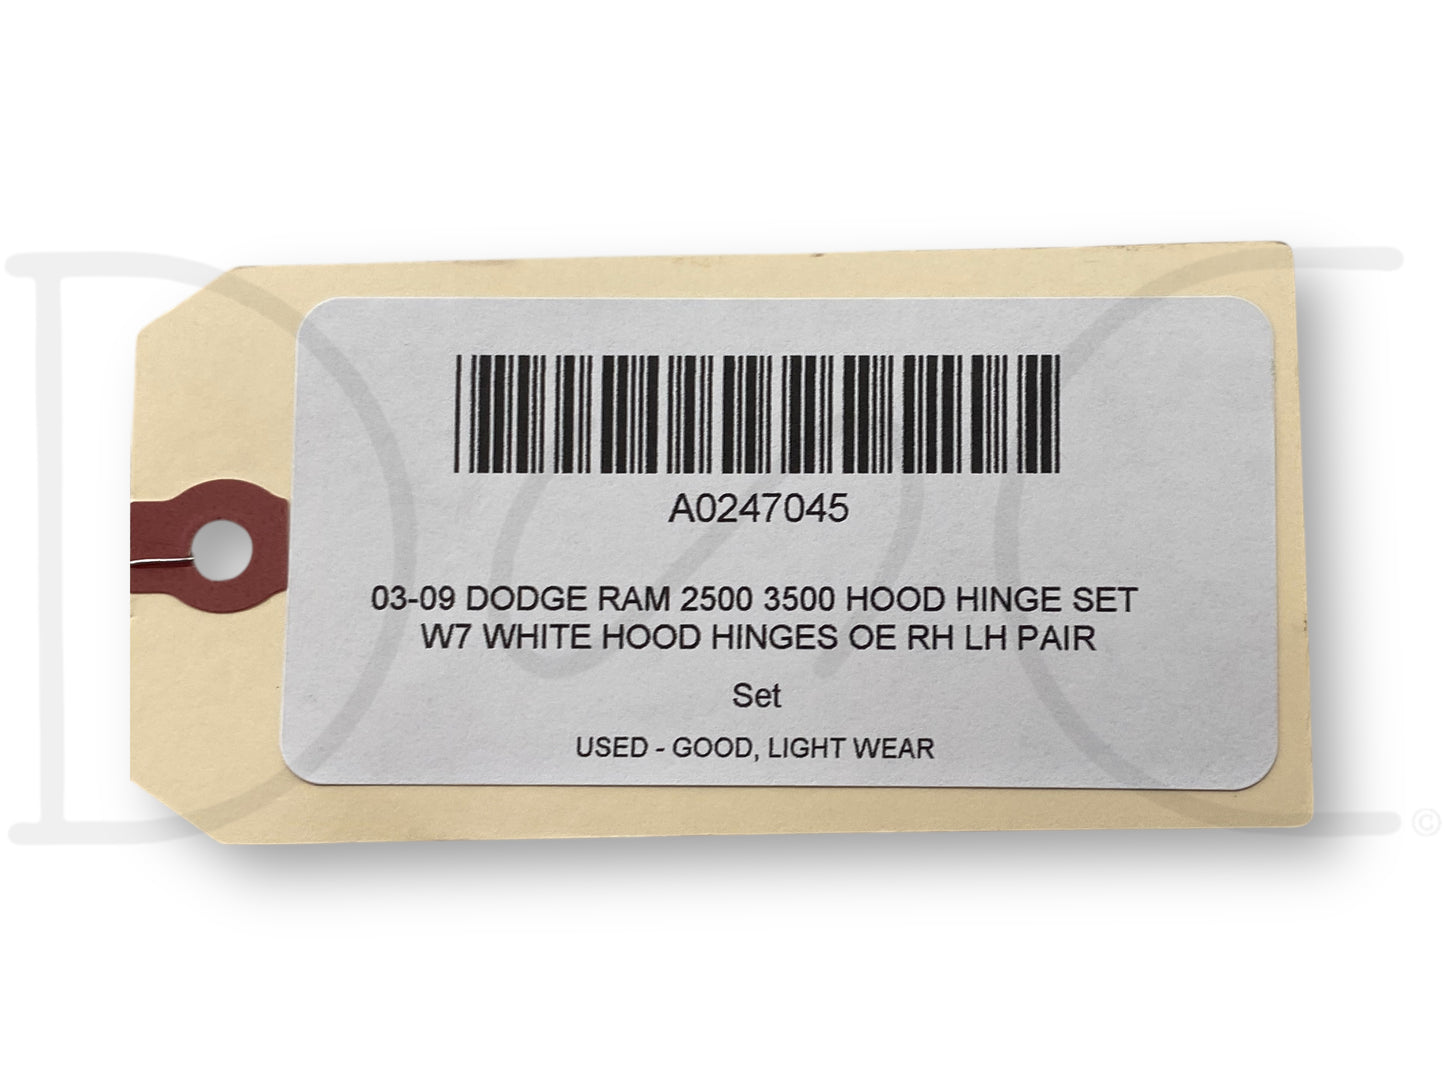 A0247045
03-09 DODGE RAM 2500 3500 HOOD HINGE SET
W7 WHITE HOOD HINGES OE RH LH PAIR
Set
USED - GOOD, LIGHT WEAR
©